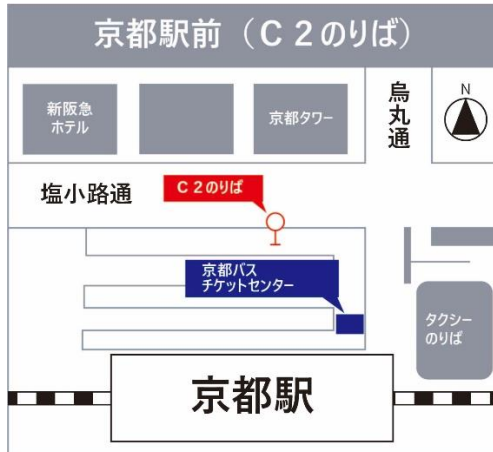 京都駅前（C２のりば）
新阪急
ホテル
京都タワー
烏丸通
N
塩小路通
C２のりば
京都バス
チケットセンター
タクシー
のりば
京都駅